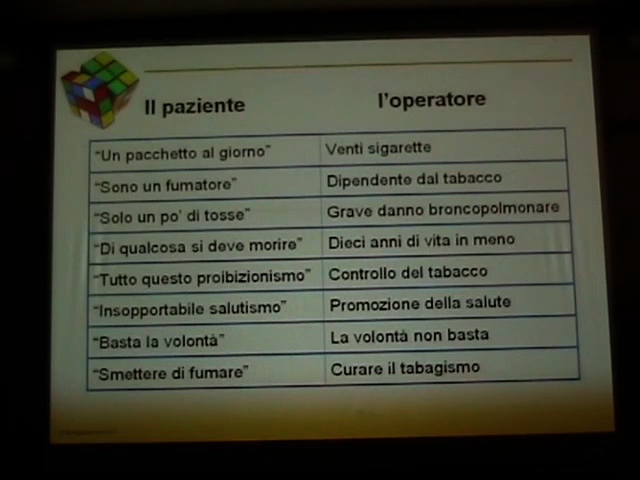 Il paziente l'operatore
"Un pacchetto al giorno" Venti sigarette
"Sono un fumatore" Dipendente dal tabacco
"Solo un po' di tosse" Grave danno broncopolmonare
"Di qualcosa si deve morire" Dieci anni di vita in meno
"Tutto questo proibizionismo" Controllo del tabacco
"Insopportabile salutismo" Promozione della salute
"Basta la volontà" La volontà non basta
"Smettere di fumare" Curare il tabagismo